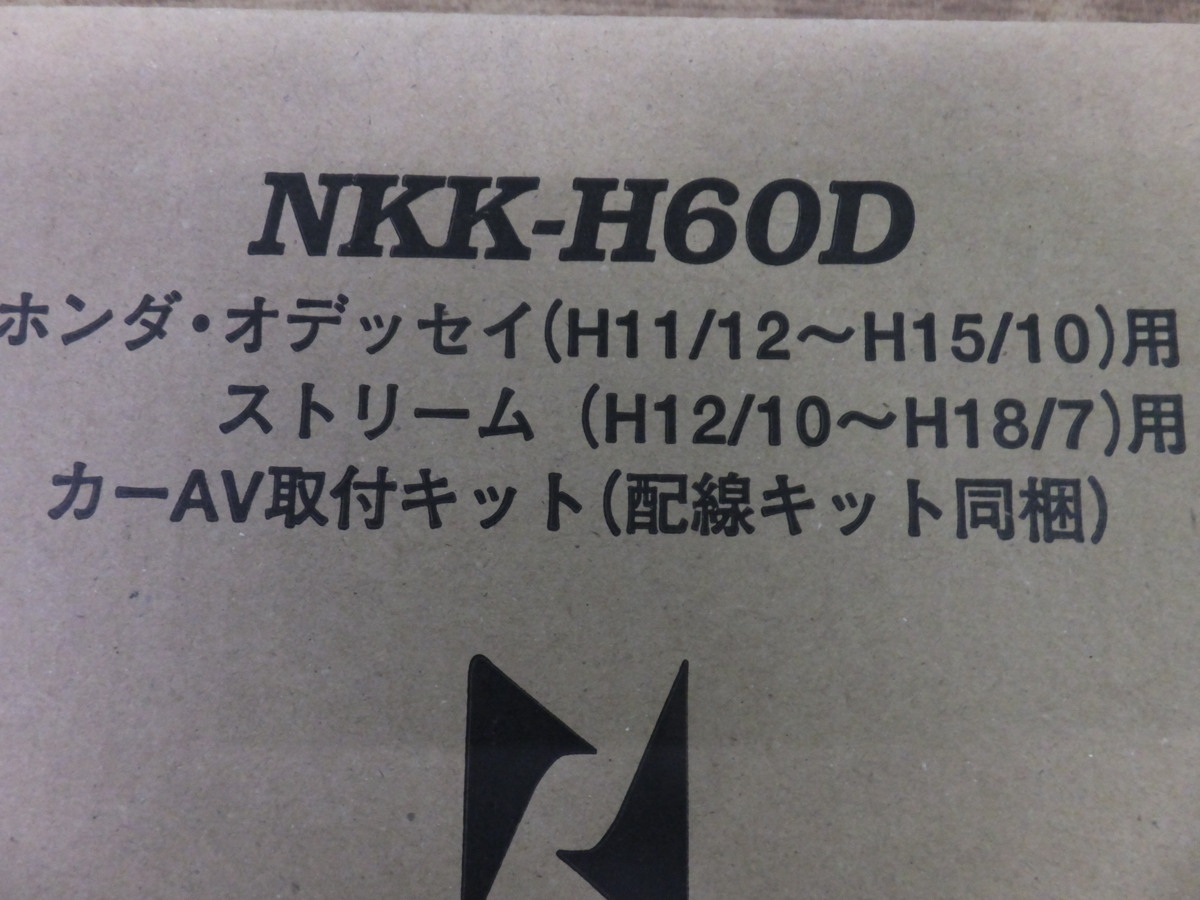 NKK-H60D
ホンダ・オデッセイ(H11/12～H15/10)用
ストリーム (H12/10～H18/7)用
カーAV取付キット(配線キット同梱)